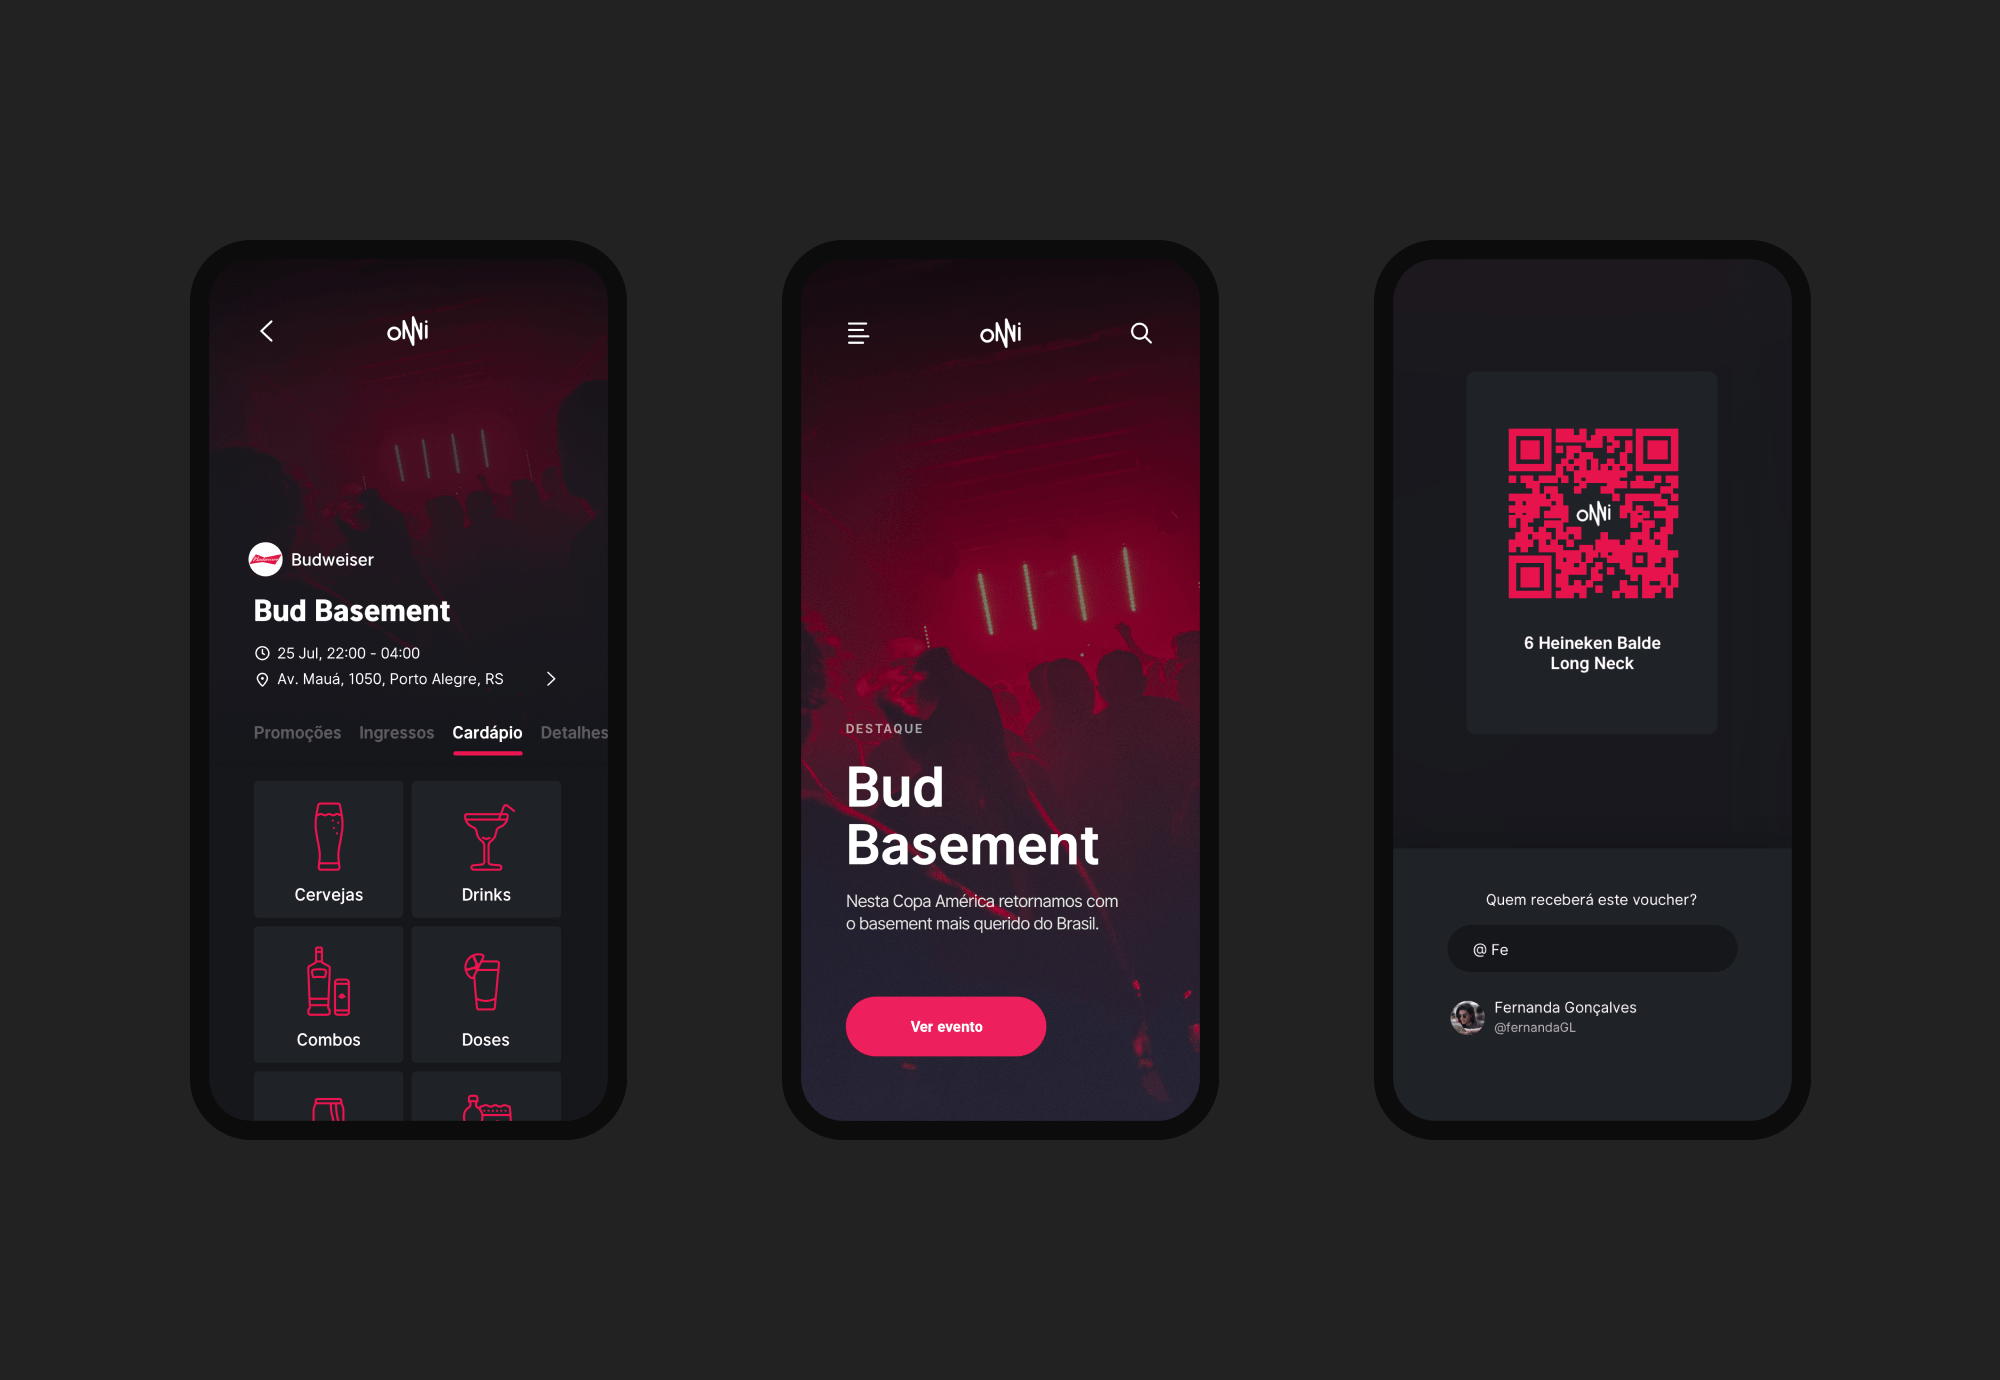 oNNi
Budweiser
Bud Basement
25 Jul, 22:00 - 04:00
Av. Mauá, 1050, Porto Alegre, RS
Promoções Ingressos Cardápio Detalhes
Cervejas Drinks
Combos Doses
oNNi
DESTAQUE
Bud
Basement
Nesta Copa América retornamos com
o basement mais querido do Brasil.
Ver evento
oNNi
6 Heineken Balde
Long Neck
Quem receberá este voucher?
@ Fe
Fernanda Gonçalves
@fernandaGL